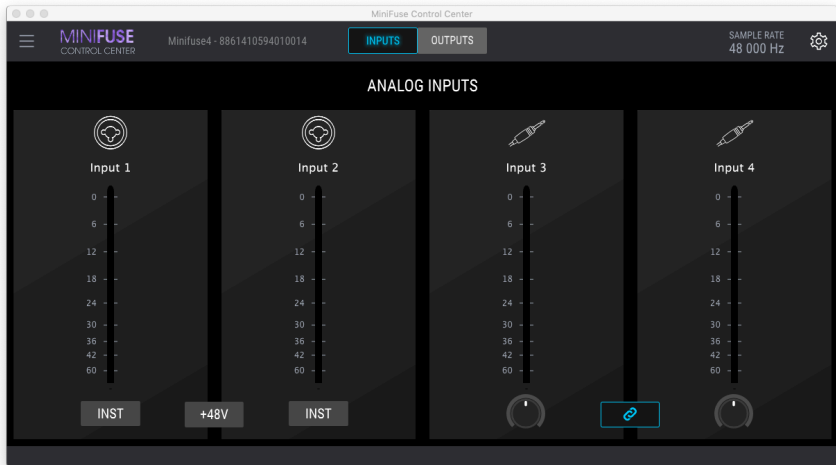 MiniFuse Control Center
MINIFUSE
CONTROL CENTER
Minifuse4 - 8861410594010014
INPUTS
OUTPUTS
SAMPLE RATE
48 000 Hz
ANALOG INPUTS
Input 1
0
6
12
18
24
30
36
42
60
INST
+48V
Input 2
0
6
12
18
24
30
36
42
60
INST
Input 3
0
6
12
18
24
30
36
42
60
Input 4
0
6
12
18
24
30
36
42
60